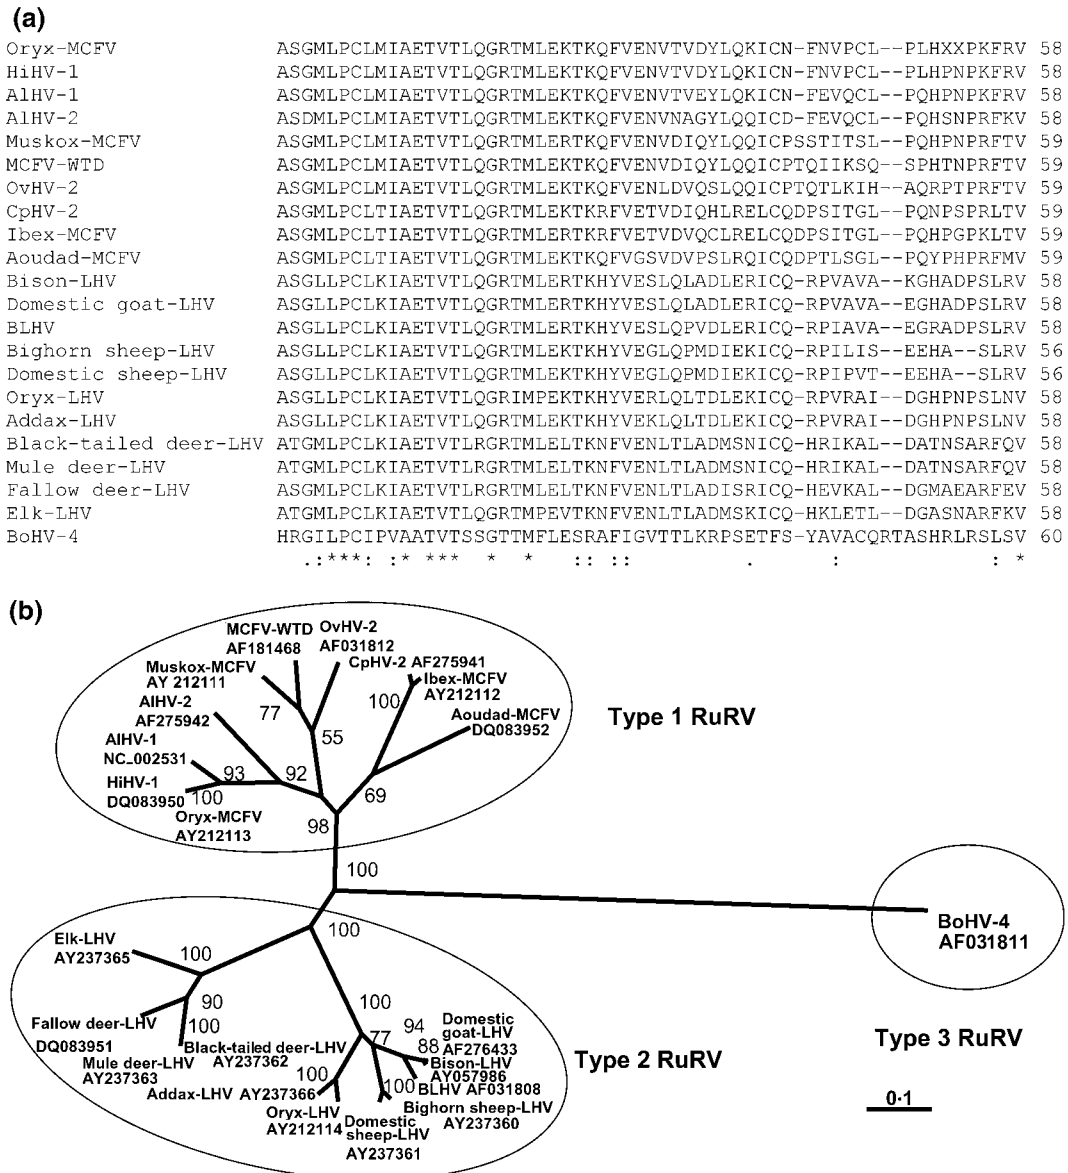 (a)
Oryx-MCFV ASGMLPCLMIAETVTLQGRTMLEKTKQFVENVTVDYLQKICN-FNVPCL--PLHXXPKFRV 58
HiHV-1 ASGMLPCLMIAETVTLQGRTMLEKTKQFVENVTVDYLQKICN-FNVPCL--PLHPNPKFRV 58
AlHV-1 ASGMLPCLMIAETVTLQGRTMLEKTKQFVENVTVEYLQKICN-FEVQCL--PQHPNPKFRV 58
AlHV-2 ASDMLPCLMIAETVTLQGRTMLEKTKQFVENVNAGYLQQICD-FEVQCL--PQHSNPRFKV 58
Muskox-MCFV ASGMLPCLMIAETVTLQGRTMLEKTKQFVENVDIQYLQQICPSSTITSL--PQHPNPRFTV 59
MCFV-WTD ASGMLPCLMIAETVTLQGRTMLEKTKQFVENVDIQYLQQICPTQIIKSQ--SPHTNPRFTV 59
OvHV-2 ASGMLPCLMIAETVTLQGRTMLEKTKQFVENLDVQSLQQICPTQTLKIH--AQRPTPRFTV 59
CpHV-2 ASGMLPCLTIAETVTLQGRTMLEKTKRFVETVDIQHLRELCQDPSITGL--PQNPSPRLTV 59
Ibex-MCFV ASGMLPCLTIAETVTLQGRTMLEKTKRFVETVDVQCLRELCQDPSITGL--PQHPGPKLTV 59
Aoudad-MCFV ASGMLPCLTIAETVTLQGRTMLEKTKQFVGSVDVPSLRQICQDPTLSGL--PQYPHPRFMV 59
Bison-LHV ASGLLPCLKIAETVTLQGRTMLERTKHYVESLQLADLERICQ-RPVAVA--KGHADPSLRV 58
Domestic goat-LHV ASGLLPCLKIAETVTLQGRTMLERTKHYVESLQLADLERICQ-RPVAVA--EGHADPSLRV 58
BLHV ASGLLPCLKIAETVTLQGRTMLERTKHYVESLQPVDLERICQ-RPIAVA--EGRADPSLRV 58
Bighorn sheep-LHV ASGLLPCLKIAETVTLQGRTMLEKTKHYVEGLQPMDIEKICQ-RPILIS--EEHA--SLRV 56
Domestic sheep-LHV ASGLLPCLKIAETVTLQGRTMLEKTKHYVEGLQPMDIEKICQ-RPIPVT--EEHA--SLRV 56
Oryx-LHV ASGLLPCLKIAETVTLQGRIMPEKTKHYVERLQLTDLEKICQ-RPVRAI--DGHPNPSLNV 58
Addax-LHV ASGLLPCLKIAETVTLQGRTMLEKTKHYVEKLQLTDLEKICQ-RPVRAI--DGHPNPSLNV 58
Black-tailed deer-LHV ATGMLPCLKIAETVTLRGRTMLELTKNFVENLTLADMSNICQ-HRIKAL--DATNSARFQV 58
Mule deer-LHV ATGMLPCLKIAETVTLRGRTMLELTKNFVENLTLADMSNICQ-HRIKAL--DATNSARFQV 58
Fallow deer-LHV ASGMLPCLKIAETVTLRGRTMLELTKNFVENLTLADISRICQ-HEVKAL--DGMAEARFEV 58
Elk-LHV ATGMLPCLKIAETVTLQGRTMPEVTKNFVENLTLADMSKICQ-HKLETL--DGASNARFKV 58
BoHV-4 HRGILPCIPVAATVTSSGTTMFLESRAFIGVTTLKRPSETFS-YAVACQRTASHRLRSLSV 60
.:***: :* *** * * :: :: . : : *
(b)
MCFV-WTD
AF181468
OvHV-2
AF031812
CpHV-2 AF275941
Muskox-MCFV
AY 212111
Ibex-MCFV
AY212112
100
AlHV-2
AF275942
77
Aoudad-MCFV
DQ083952
Type 1 RuRV
55
AlHV-1
NC_002531
93
92
HiHV-1
DQ083950
100
69
Oryx-MCFV
AY212113
98
100
BoHV-4
AF031811
Type 3 RuRV
100
Elk-LHV
AY237365
100
90
100
Fallow deer-LHV
DQ083951
Mule deer-LHV
AY237363
Black-tailed deer-LHV
AY237362
100
77
94
88
Domestic
goat-LHV
AF276433
Bison-LHV
AY057986
BLHV AF031808
Type 2 RuRV
100
Addax-LHV AY237366
100
Bighorn sheep-LHV
AY237360
Oryx-LHV
AY212114
Domestic
sheep-LHV
AY237361
0·1